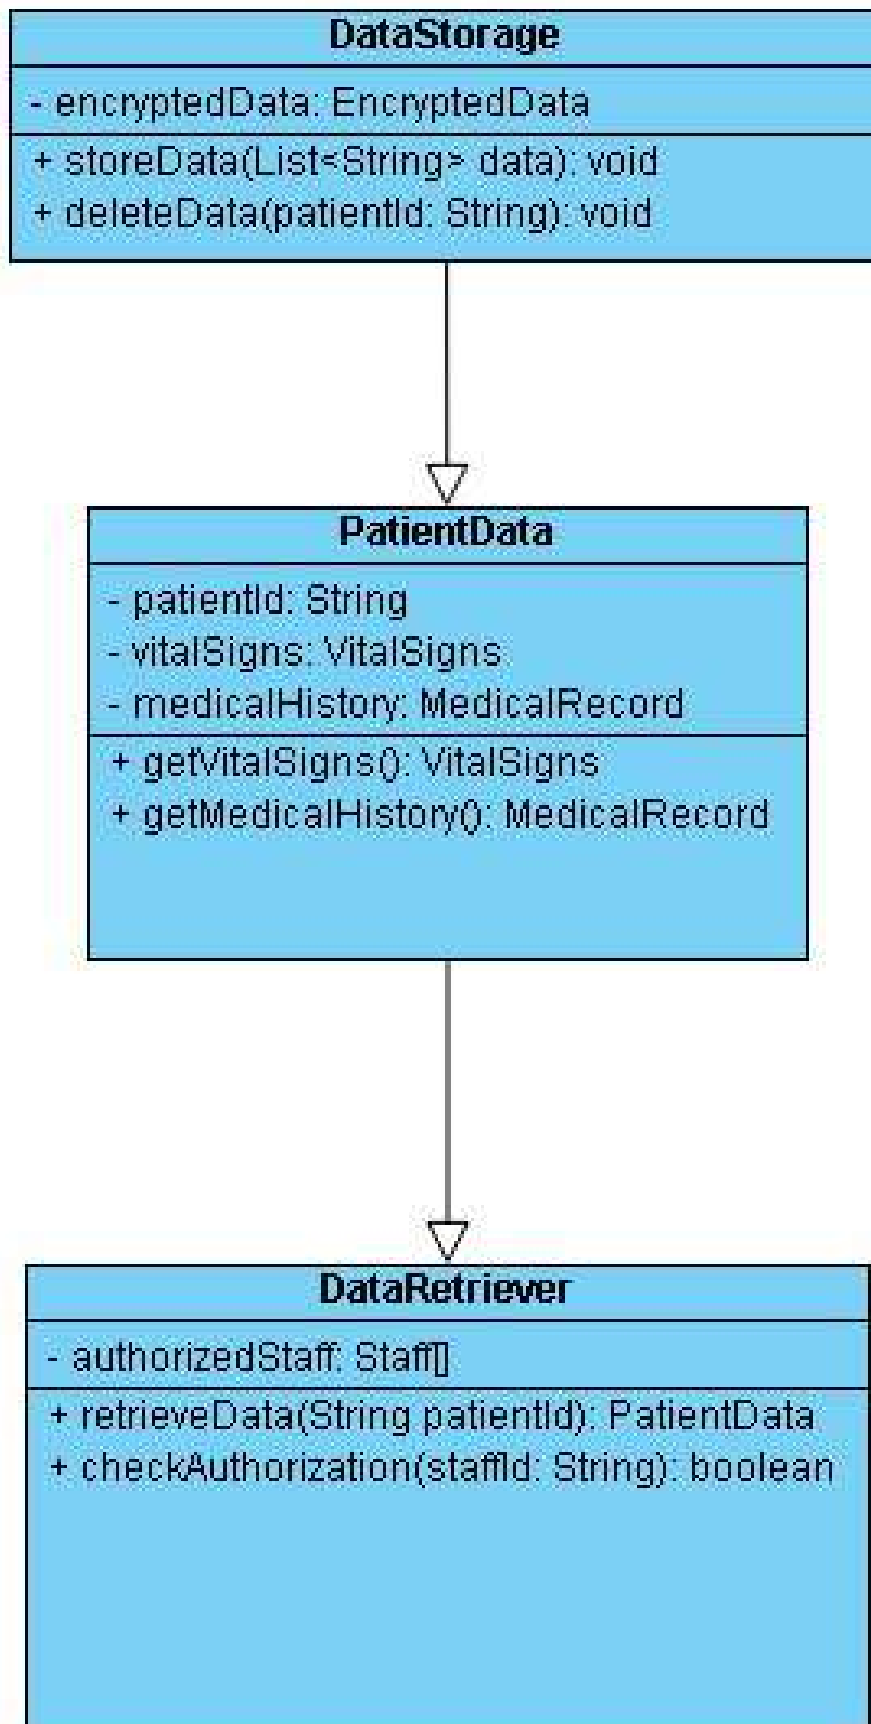 DataStorage
- encryptedData: EncryptedData
+ storeData(List<String> data): void
+ deleteData(patientId: String): void
PatientData
- patientId: String
- vitalSigns: VitalSigns
- medicalHistory: MedicalRecord
+ getVitalSigns(): VitalSigns
+ getMedicalHistory(): MedicalRecord
DataRetriever
- authorizedStaff: Staff[]
+ retrieveData(String patientId): PatientData
+ checkAuthorization(staffId: String): boolean